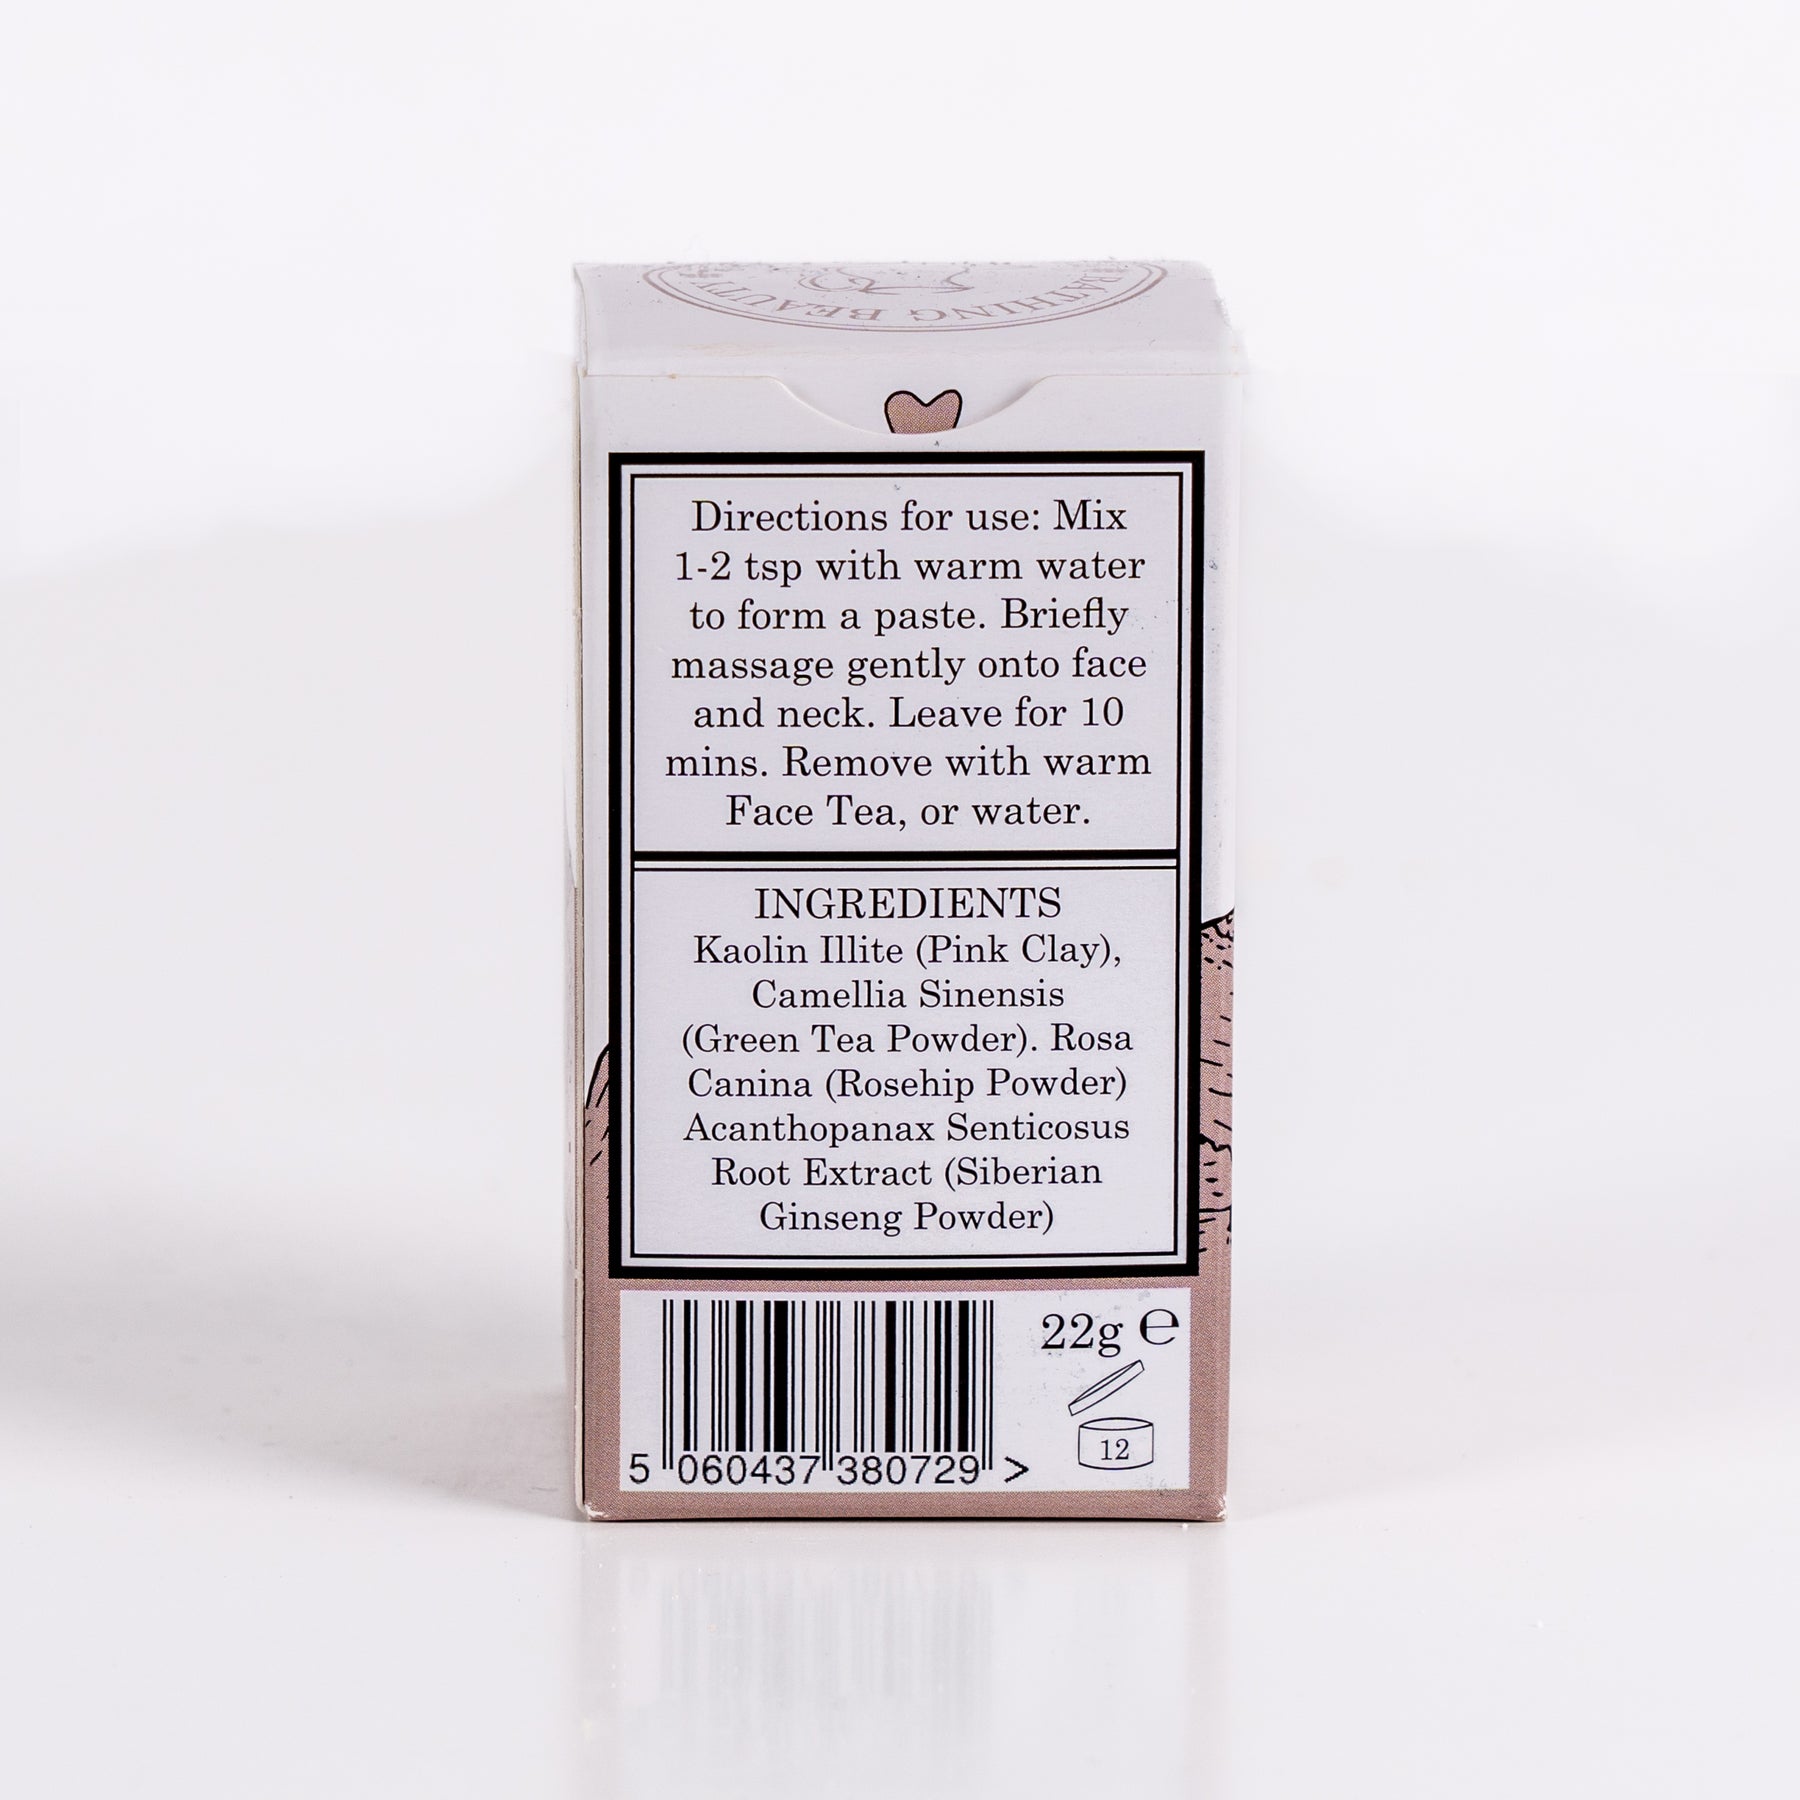 BATHING BEAUTY
Directions for use: Mix
1-2 tsp with warm water
to form a paste. Briefly
massage gently onto face
and neck. Leave for 10
mins. Remove with warm
Face Tea, or water.
INGREDIENTS
Kaolin Illite (Pink Clay),
Camellia Sinensis
(Green Tea Powder). Rosa
Canina (Rosehip Powder)
Acanthopanax Senticosus
Root Extract (Siberian
Ginseng Powder)
22g ℮
12
5 060437 380729 >